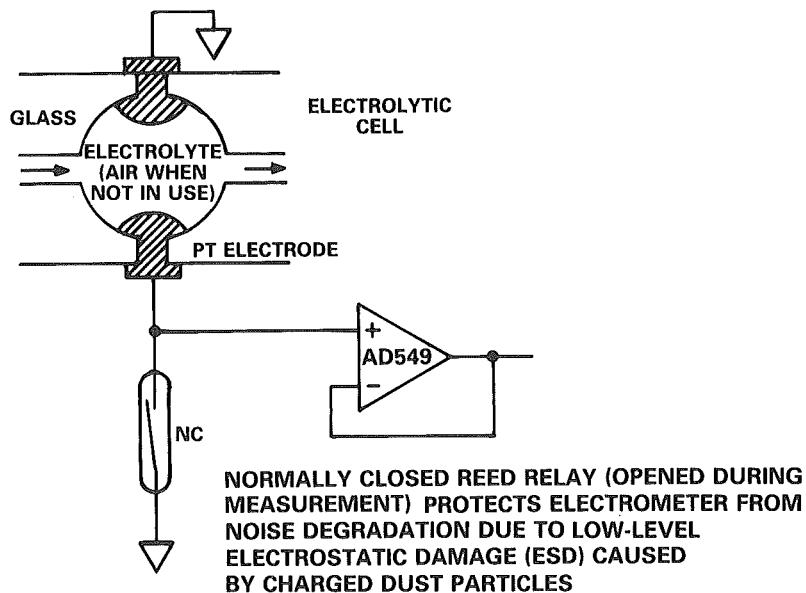 GLASS
ELECTROLYTIC
CELL
ELECTROLYTE
(AIR WHEN
NOT IN USE)
PT ELECTRODE
+
AD549
−
NC
NORMALLY CLOSED REED RELAY (OPENED DURING
MEASUREMENT) PROTECTS ELECTROMETER FROM
NOISE DEGRADATION DUE TO LOW-LEVEL
ELECTROSTATIC DAMAGE (ESD) CAUSED
BY CHARGED DUST PARTICLES